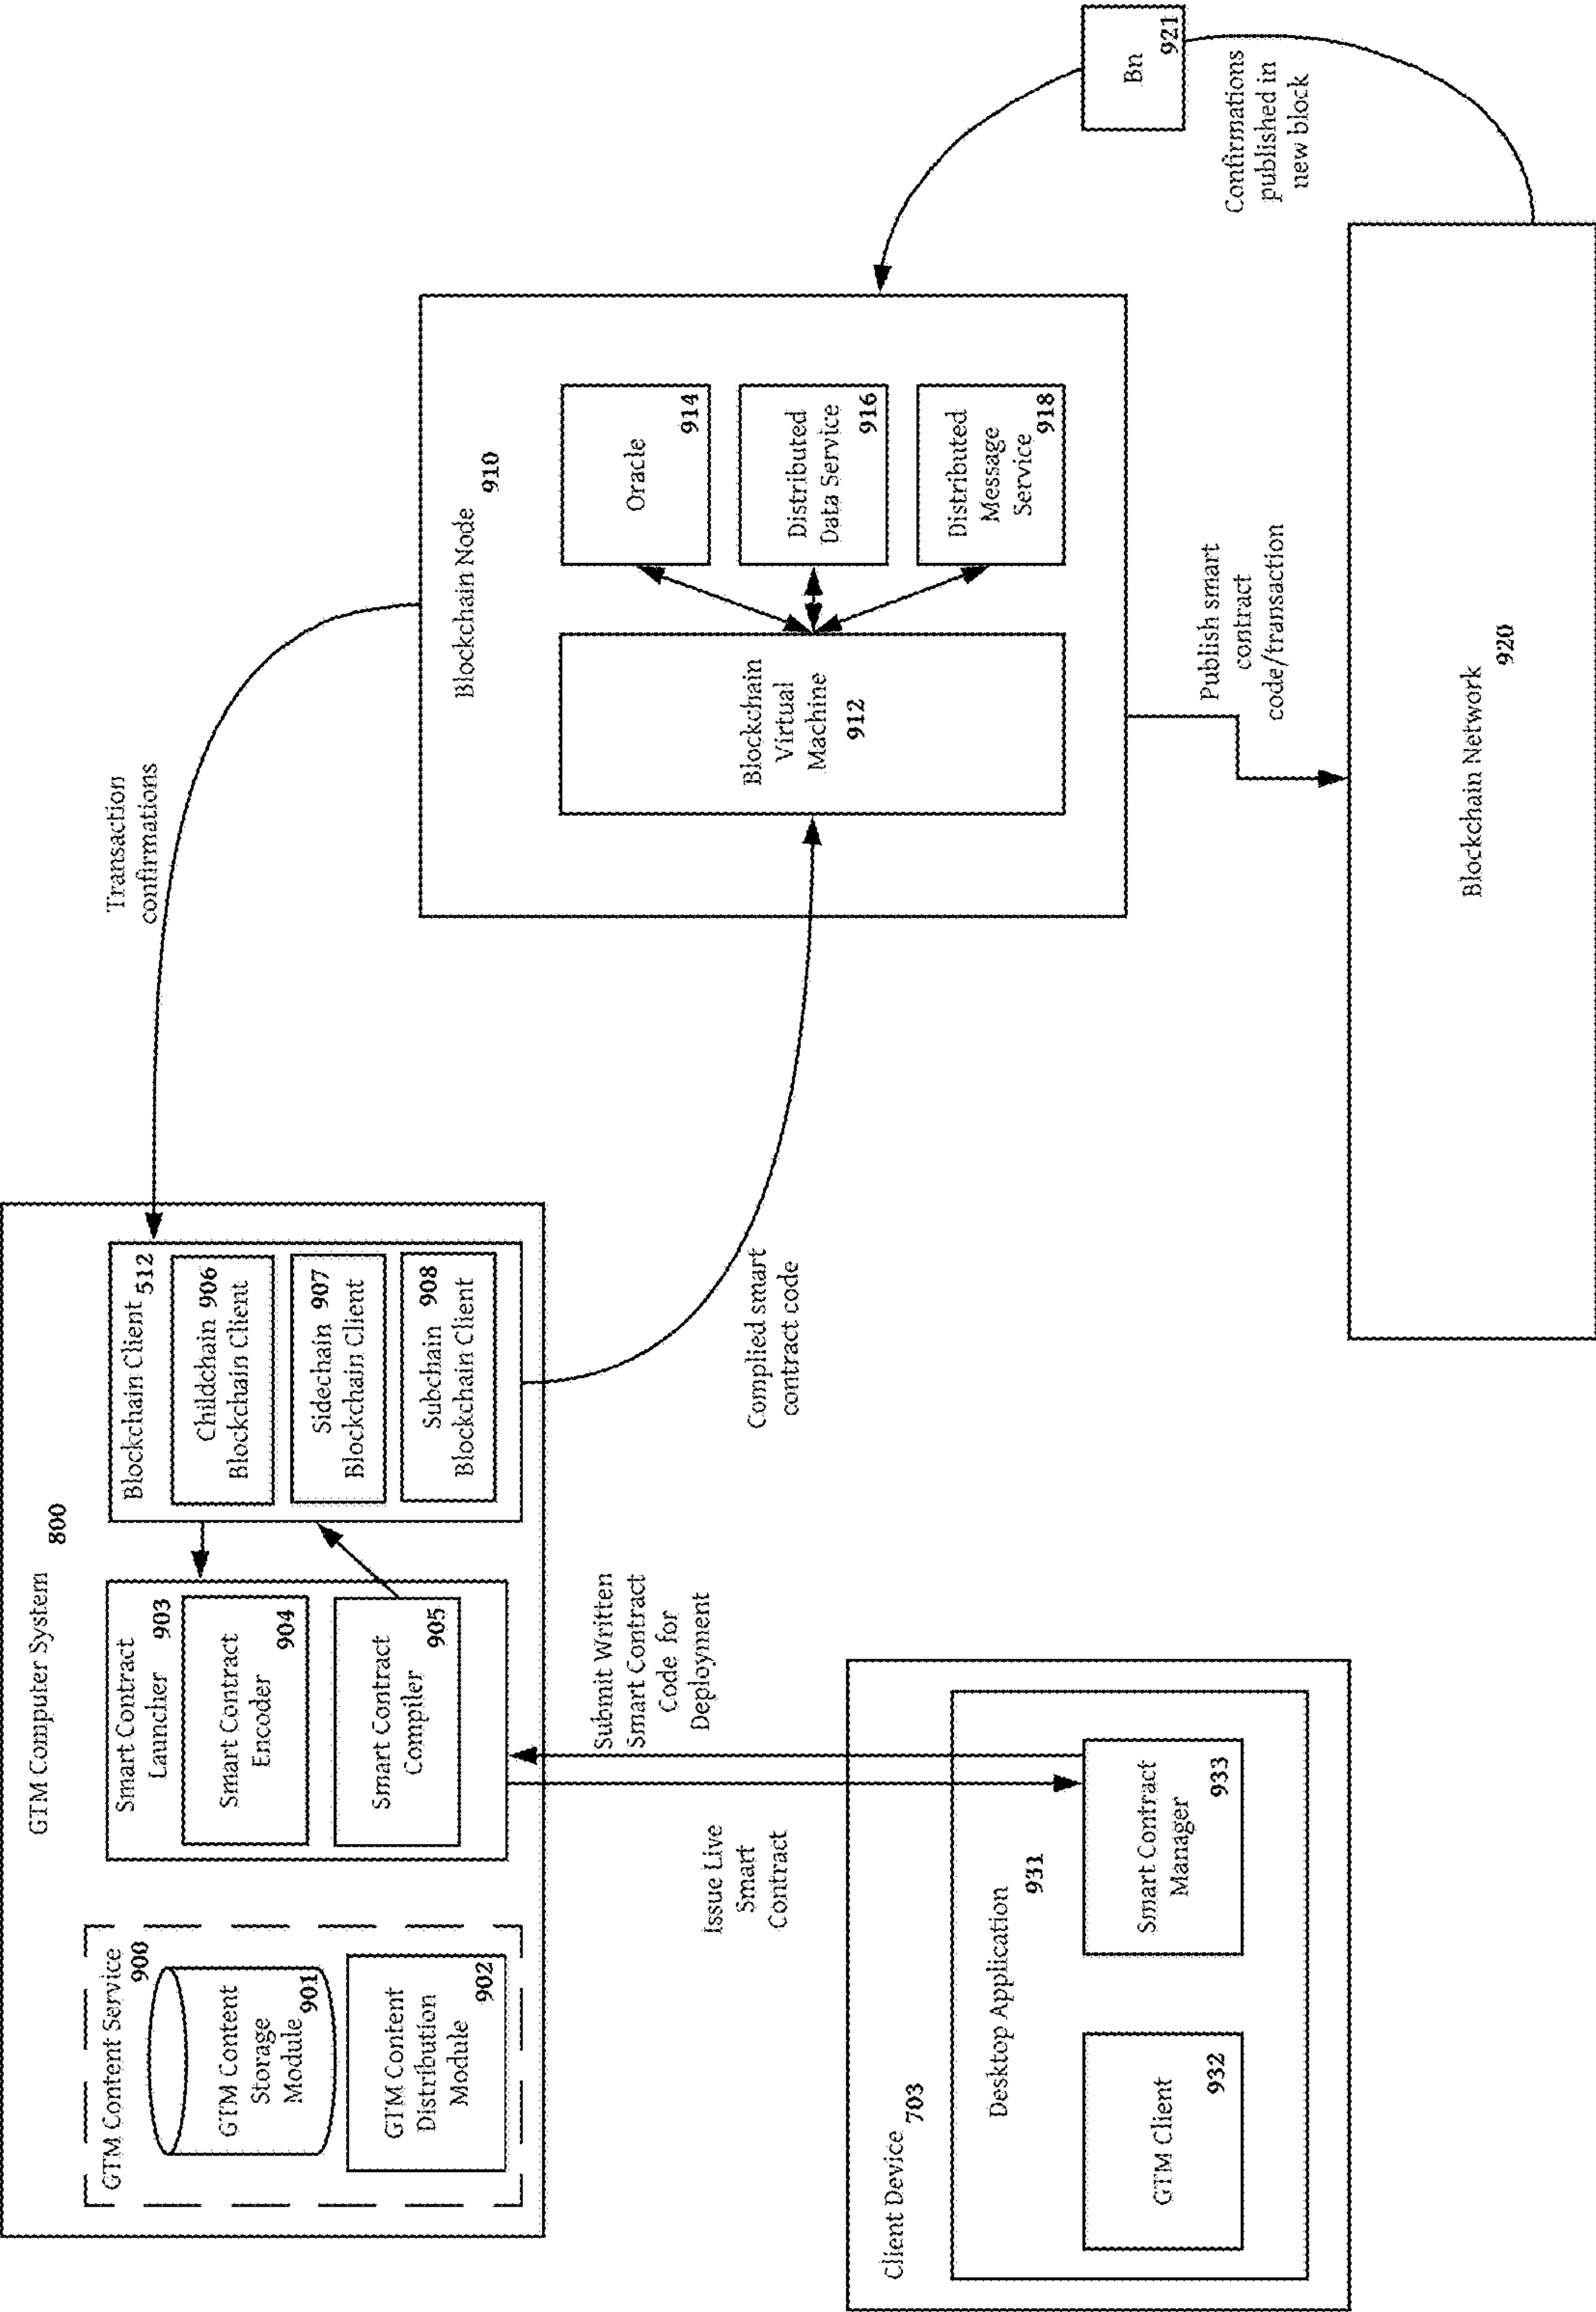 GTM Computer System
800
GTM Content Service
900
GTM Content
Storage
Module
901
GTM Content
Distribution
Module
902
Smart Contract
Launcher
903
Smart Contract
Encoder
904
Smart Contract
Compiler
905
Blockchain Client
512
Childchain 906
Blockchain Client
Sidechain 907
Blockchain Client
Subchain 908
Blockchain Client
Transaction
confirmations
Blockchain Node
910
Blockchain
Virtual
Machine
912
Oracle
914
Distributed
Data Service
916
Distributed
Message
Service
918
Complied smart
contract code
Submit Written
Smart Contract
Code for
Deployment
Issue Live
Smart
Contract
Client Device
703
Desktop Application
931
GTM Client
932
Smart Contract
Manager
933
Publish smart
contract
code/transaction
Bn
921
Confirmations
published in
new block
Blockchain Network
920